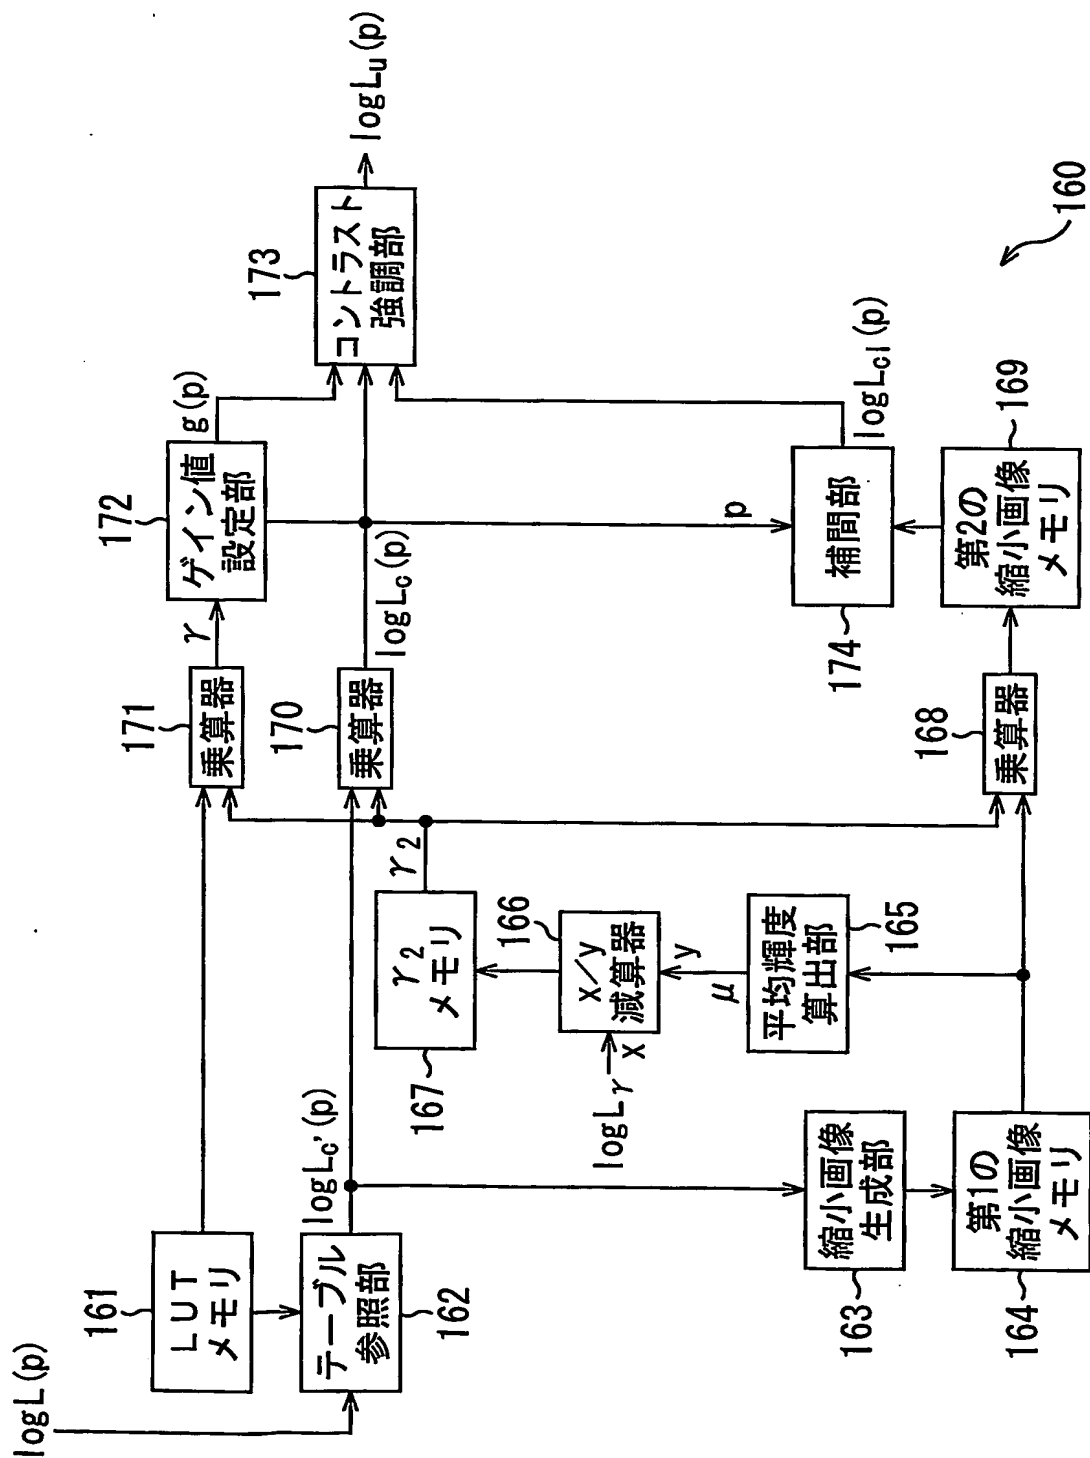 logL(p)
161
LUT
メモリ
テーブル
参照部
162
logLc'(p)
163
縮小画像
生成部
164
第1の
縮小画像
メモリ
165
平均輝度
算出部
μ
y
166
x/y
減算器
logLγ
x
167
γ2
メモリ
γ2
168
乗算器
169
第2の
縮小画像
メモリ
170
乗算器
logLc(p)
171
乗算器
γ
172
ゲイン値
設定部
g(p)
p
174
補間部
logLcl(p)
173
コントラスト
強調部
logLu(p)
160